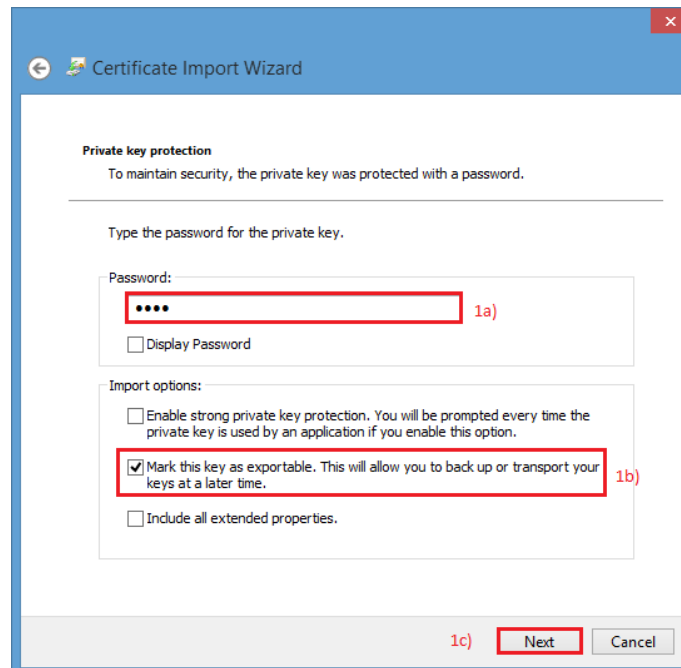 Certificate Import Wizard
Private key protection
To maintain security, the private key was protected with a password.
Type the password for the private key.
Password:
••••
1a)
Display Password
Import options:
Enable strong private key protection. You will be prompted every time the
private key is used by an application if you enable this option.
Mark this key as exportable. This will allow you to back up or transport your
keys at a later time.
1b)
Include all extended properties.
1c)
Next
Cancel